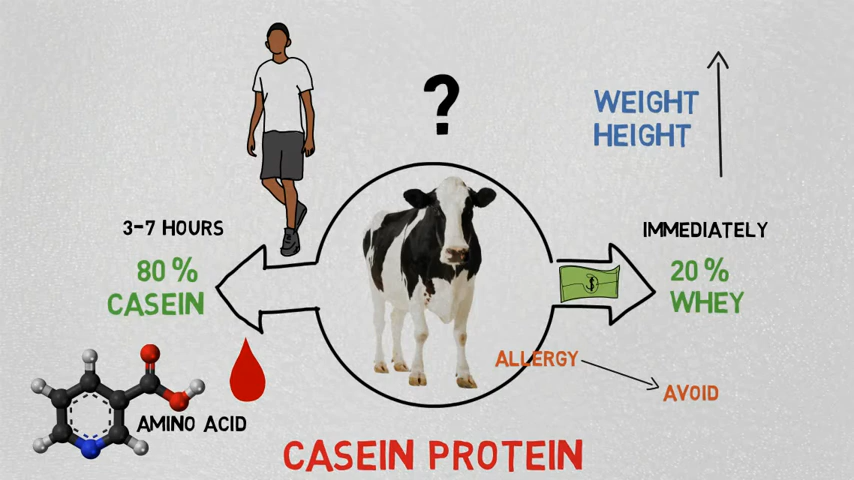 ?
WEIGHT
HEIGHT
3-7 HOURS
80 %
CASEIN
IMMEDIATELY
20 %
WHEY
$
ALLERGY
AVOID
AMINO ACID
CASEIN PROTEIN